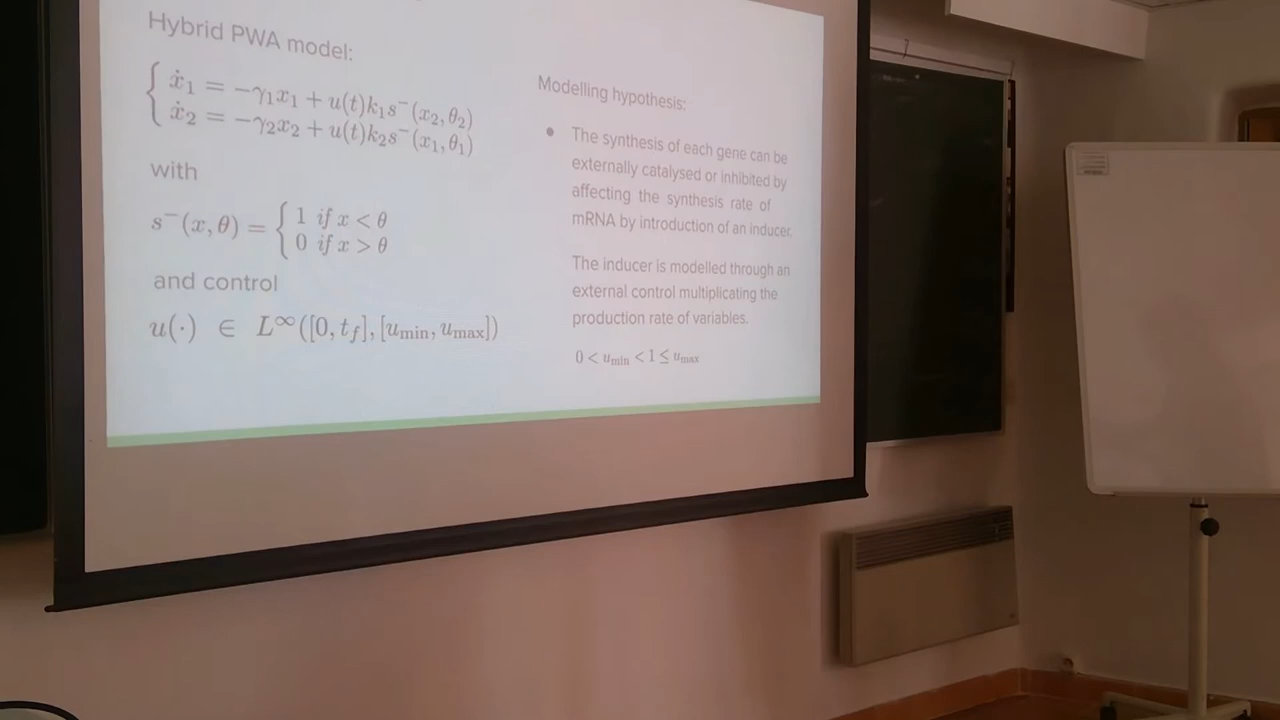 Hybrid PWA model:
ẋ₁ = −γ₁x₁ + u(t)k₁s⁻(x₂, θ₂)
ẋ₂ = −γ₂x₂ + u(t)k₂s⁻(x₁, θ₁)
with
s⁻(x, θ) = { 1 if x < θ
0 if x > θ
and control
u(·) ∈ L^∞([0, t_f], [u_min, u_max])
Modelling hypothesis:
• The synthesis of each gene can be
externally catalysed or inhibited by
affecting the synthesis rate of
mRNA by introduction of an inducer.
The inducer is modelled through an
external control multiplicating the
production rate of variables.
0 < u_min < 1 ≤ u_max